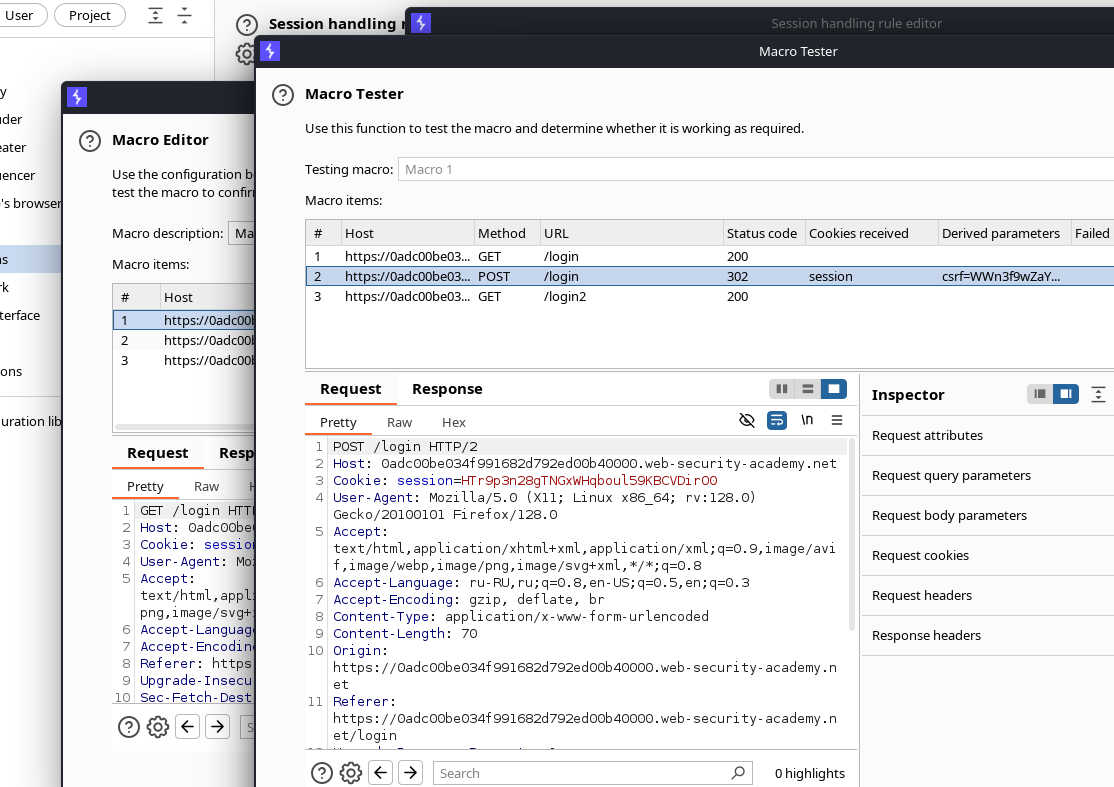 User
Project
Session handling r
Session handling rule editor
Macro Tester
Macro Tester
Use this function to test the macro and determine whether it is working as required.
Testing macro: Macro 1
Macro items:
# Host Method URL Status code Cookies received Derived parameters Failed
1 https://0adc00be03... GET /login 200
2 https://0adc00be03... POST /login 302 session csrf=WWn3f9wZaY...
3 https://0adc00be03... GET /login2 200
Request Response
Pretty Raw Hex
\n
1 POST /login HTTP/2
2 Host: 0adc00be034f991682d792ed00b40000.web-security-academy.net
3 Cookie: session=HTr9p3n28gTNGxWHqboul59KBCVDirOO
4 User-Agent: Mozilla/5.0 (X11; Linux x86_64; rv:128.0)
Gecko/20100101 Firefox/128.0
5 Accept:
text/html,application/xhtml+xml,application/xml;q=0.9,image/avi
f,image/webp,image/png,image/svg+xml,*/*;q=0.8
6 Accept-Language: ru-RU,ru;q=0.8,en-US;q=0.5,en;q=0.3
7 Accept-Encoding: gzip, deflate, br
8 Content-Type: application/x-www-form-urlencoded
9 Content-Length: 70
10 Origin:
https://0adc00be034f991682d792ed00b40000.web-security-academy.n
et
11 Referer:
https://0adc00be034f991682d792ed00b40000.web-security-academy.n
et/login
Search
0 highlights
Inspector
Request attributes
Request query parameters
Request body parameters
Request cookies
Request headers
Response headers
Macro Editor
Use the configuration b
test the macro to confir
Macro description: Ma
Macro items:
# Host
1 https://0adc00b
2 https://0adc00b
3 https://0adc00b
Request Resp
Pretty Raw H
1 GET /login HTT
2 Host: 0adc00be
3 Cookie: session
4 User-Agent: Moz
5 Accept:
text/html,appl
png,image/svg+
6 Accept-Language
7 Accept-Encodin
8 Referer: https
9 Upgrade-Insecu
10 Sec-Fetch-Dest
S
y
der
eater
encer
's browser
s
rk
terface
ons
uration lib